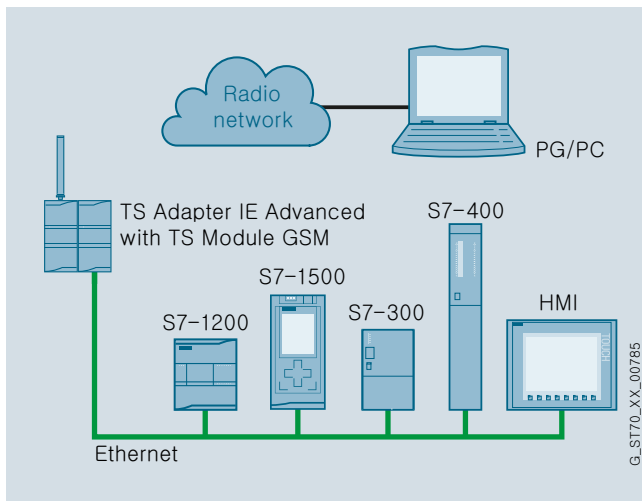 Radio
network
PG/PC
TS Adapter IE Advanced
with TS Module GSM
S7-400
S7-1500
S7-1200
S7-300
HMI
TOUCH
Ethernet
G_ST70_XX_00785